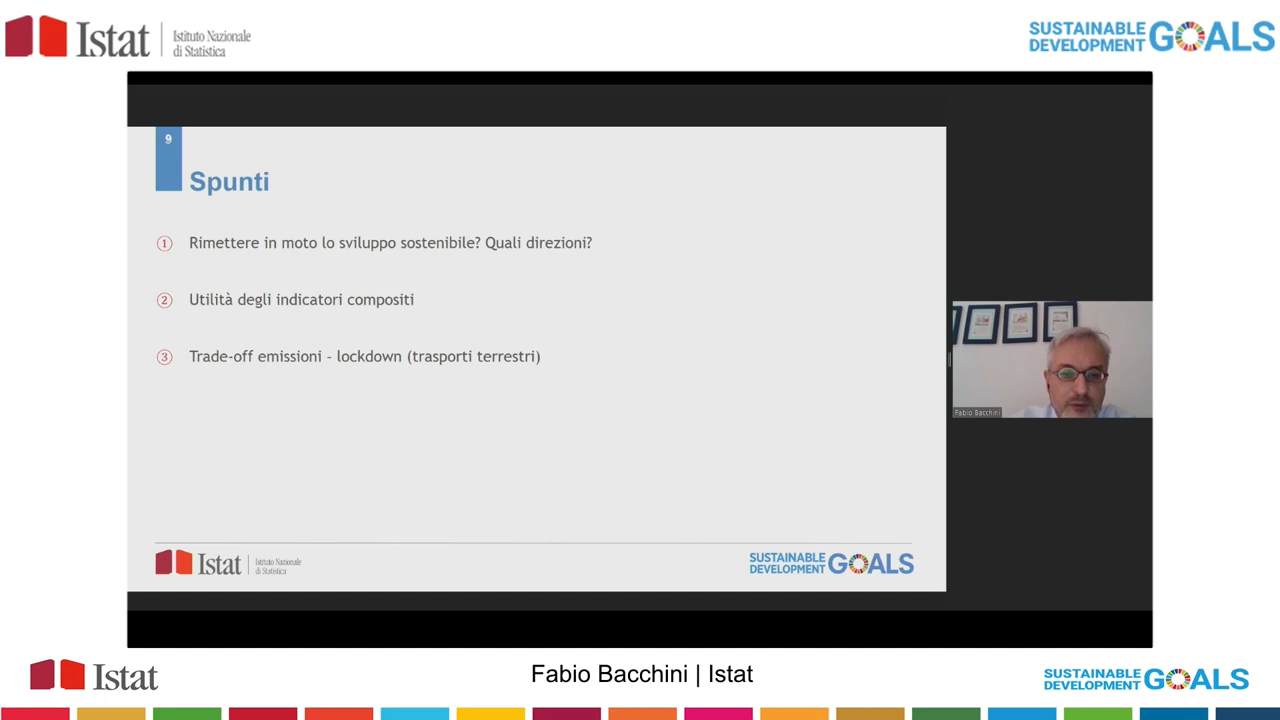 Istat
Istituto Nazionale
di Statistica
SUSTAINABLE
DEVELOPMENT
GOALS
9
Spunti
1 Rimettere in moto lo sviluppo sostenibile? Quali direzioni?
2 Utilità degli indicatori compositi
3 Trade-off emissioni - lockdown (trasporti terrestri)
Istat
Istituto Nazionale
di Statistica
SUSTAINABLE
DEVELOPMENT
GOALS
Fabio Bacchini
Istat
Fabio Bacchini | Istat
SUSTAINABLE
DEVELOPMENT
GOALS